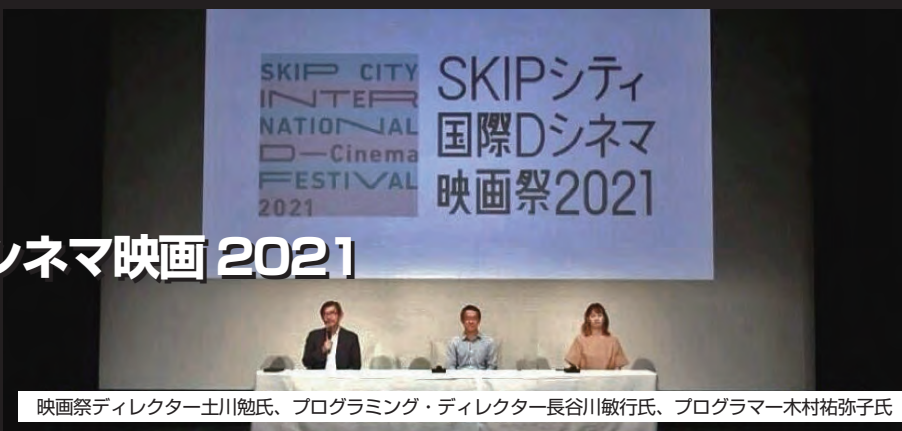 SKIP CITY
INTER
NATIONAL
D-Cinema
FESTIVAL
2021
SKIPシティ
国際Dシネマ
映画祭2021
シネマ映画 2021
映画祭ディレクター土川勉氏、プログラミング・ディレクター長谷川敏行氏、プログラマー木村祐弥子氏